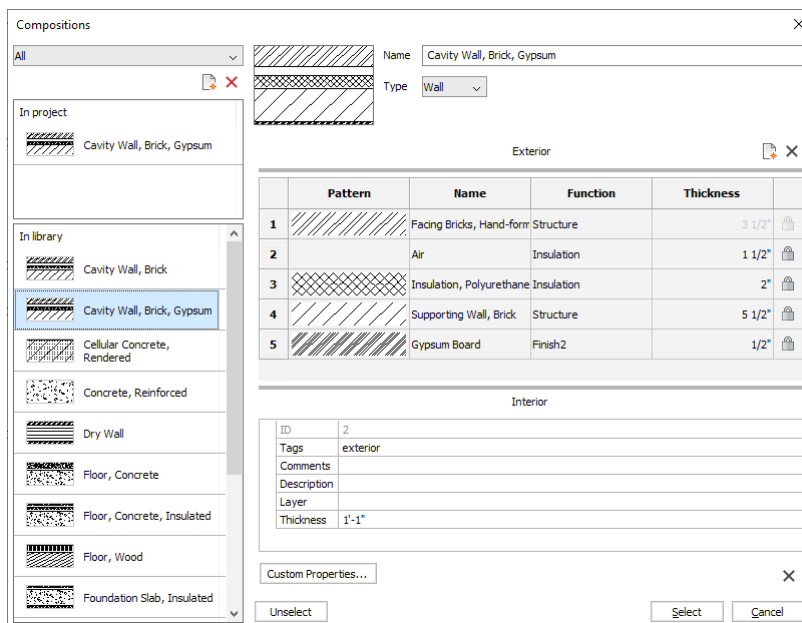 Compositions
All
Name
Cavity Wall, Brick, Gypsum
Type
Wall
In project
Cavity Wall, Brick, Gypsum
In library
Cavity Wall, Brick
Cavity Wall, Brick, Gypsum
Cellular Concrete,
Rendered
Concrete, Reinforced
Dry Wall
Floor, Concrete
Floor, Concrete, Insulated
Floor, Wood
Foundation Slab, Insulated
Exterior
Pattern Name Function Thickness
1 Facing Bricks, Hand-form Structure 3 1/2"
2 Air Insulation 1 1/2"
3 Insulation, Polyurethane Insulation 2"
4 Supporting Wall, Brick Structure 5 1/2"
5 Gypsum Board Finish2 1/2"
Interior
ID 2
Tags exterior
Comments
Description
Layer
Thickness 1'-1"
Custom Properties...
Unselect Select Cancel